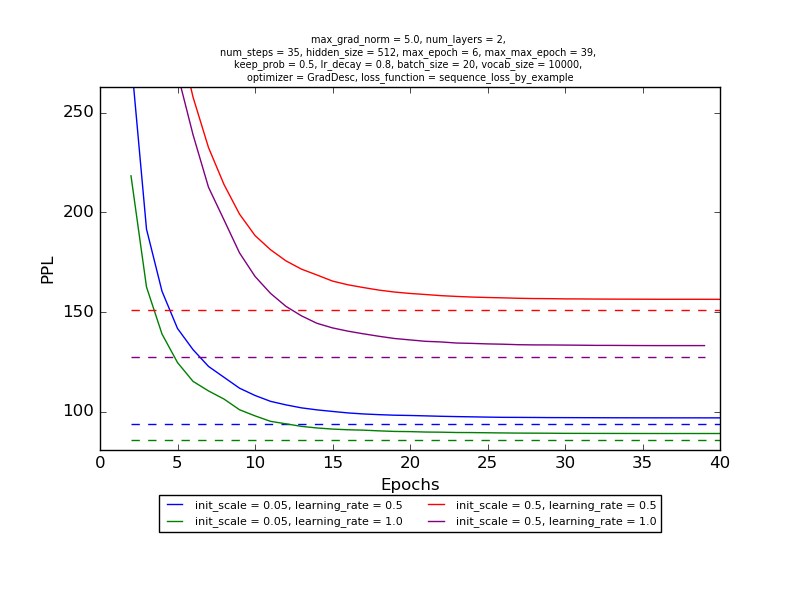 max_grad_norm = 5.0, num_layers = 2,
num_steps = 35, hidden_size = 512, max_epoch = 6, max_max_epoch = 39,
keep_prob = 0.5, lr_decay = 0.8, batch_size = 20, vocab_size = 10000,
optimizer = GradDesc, loss_function = sequence_loss_by_example
250
200
150
100
PPL
0 5 10 15 20 25 30 35 40
Epochs
init_scale = 0.05, learning_rate = 0.5 init_scale = 0.5, learning_rate = 0.5
init_scale = 0.05, learning_rate = 1.0 init_scale = 0.5, learning_rate = 1.0